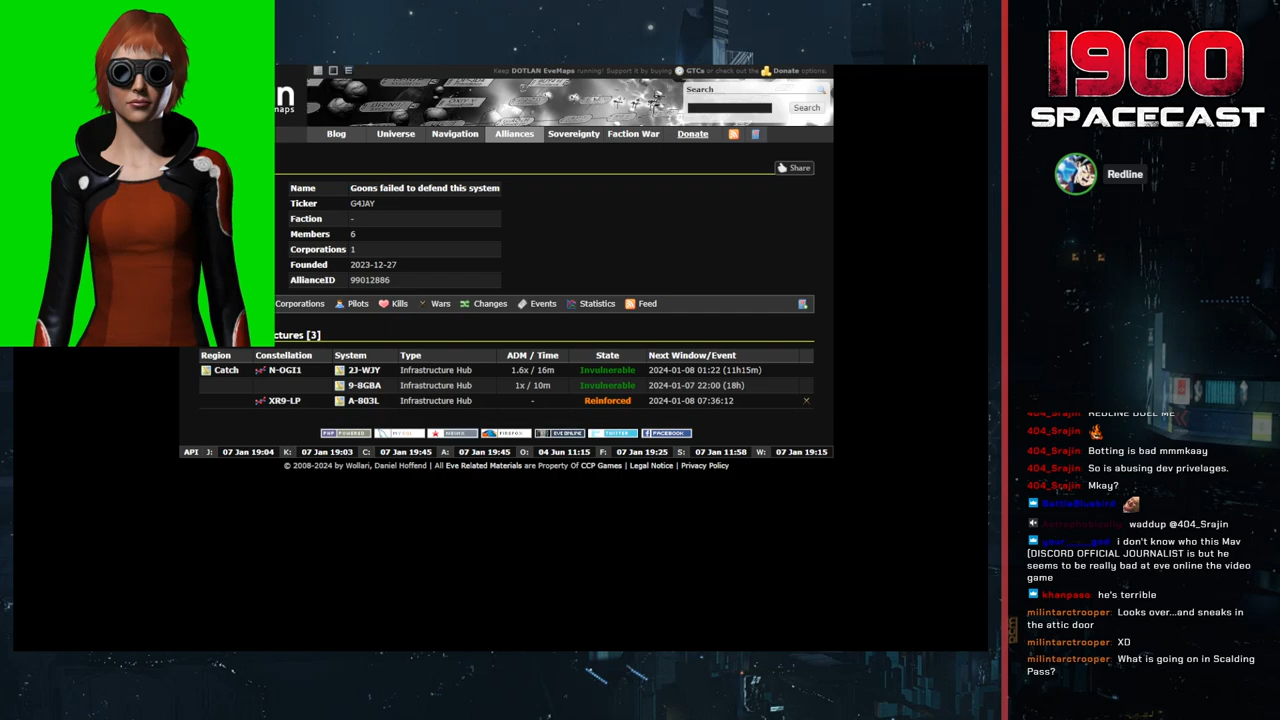 Keep DOTLAN EveMaps running! Support it by buying GTCs or check out the Donate options.
n
maps
Search
Search
Blog Universe Navigation Alliances Sovereignty Faction War Donate
Share
Name Goons failed to defend this system
Ticker G4JAY
Faction -
Members 6
Corporations 1
Founded 2023-12-27
AllianceID 99012886
Corporations Pilots Kills Wars Changes Events Statistics Feed
ctures [3]
Region Constellation System Type ADM / Time State Next Window/Event
Catch N-OGI1 2J-WJY Infrastructure Hub 1.6x / 16m Invulnerable 2024-01-08 01:22 (11h15m)
9-8GBA Infrastructure Hub 1x / 10m Invulnerable 2024-01-07 22:00 (18h)
XR9-LP A-803L Infrastructure Hub - Reinforced 2024-01-08 07:36:12
PHP POWERED FIREFOX EVE ONLINE TWITTER FACEBOOK
API J: 07 Jan 19:04 K: 07 Jan 19:03 C: 07 Jan 19:45 A: 07 Jan 19:45 O: 04 Jun 11:15 F: 07 Jan 19:25 S: 07 Jan 11:58 W: 07 Jan 19:15
© 2008-2024 by Wollari, Daniel Hoffend | All Eve Related Materials are Property Of CCP Games | Legal Notice | Privacy Policy
1900
SPACECAST
Redline
404_Srajin REDLINE DUEL ME
404_Srajin
404_Srajin Botting is bad mmmkaay
404_Srajin So is abusing dev privelages.
404_Srajin Mkay?
BattleBluebird
waddup @404_Srajin
i don't know who this Mav
[DISCORD OFFICIAL JOURNALIST is but he
seems to be really bad at eve online the video
game
khanpaso he's terrible
milintarctrooper: Looks over...and sneaks in
the attic door
milintarctrooper: XD
milintarctrooper: What is going on in Scalding
Pass?